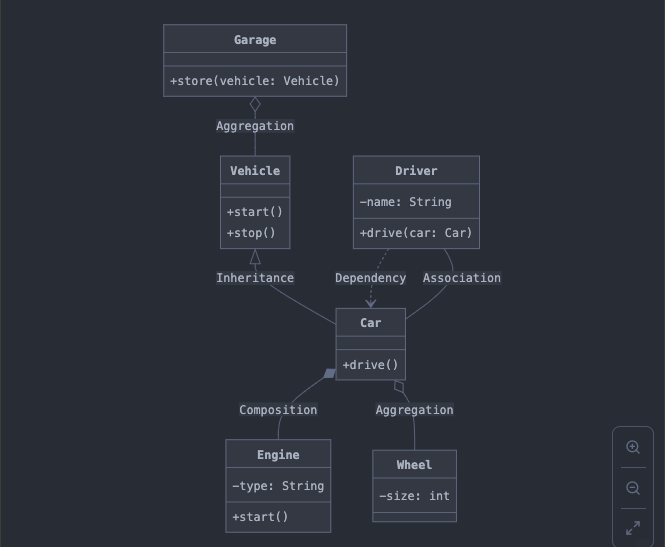 Garage
+store(vehicle: Vehicle)
Aggregation
Vehicle
+start()
+stop()
Driver
-name: String
+drive(car: Car)
Inheritance
Dependency
Association
Car
+drive()
Composition
Aggregation
Engine
-type: String
+start()
Wheel
-size: int